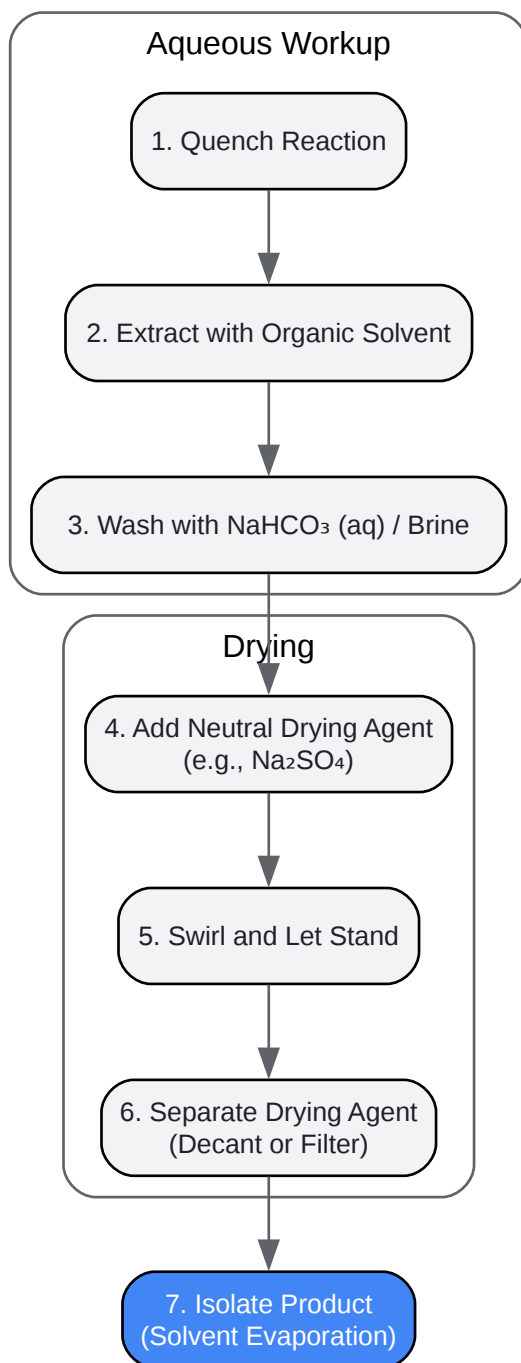 Aqueous Workup
1. Quench Reaction
2. Extract with Organic Solvent
3. Wash with NaHCO₃ (aq) / Brine
Drying
4. Add Neutral Drying Agent
(e.g., Na₂SO₄)
5. Swirl and Let Stand
6. Separate Drying Agent
(Decant or Filter)
7. Isolate Product
(Solvent Evaporation)